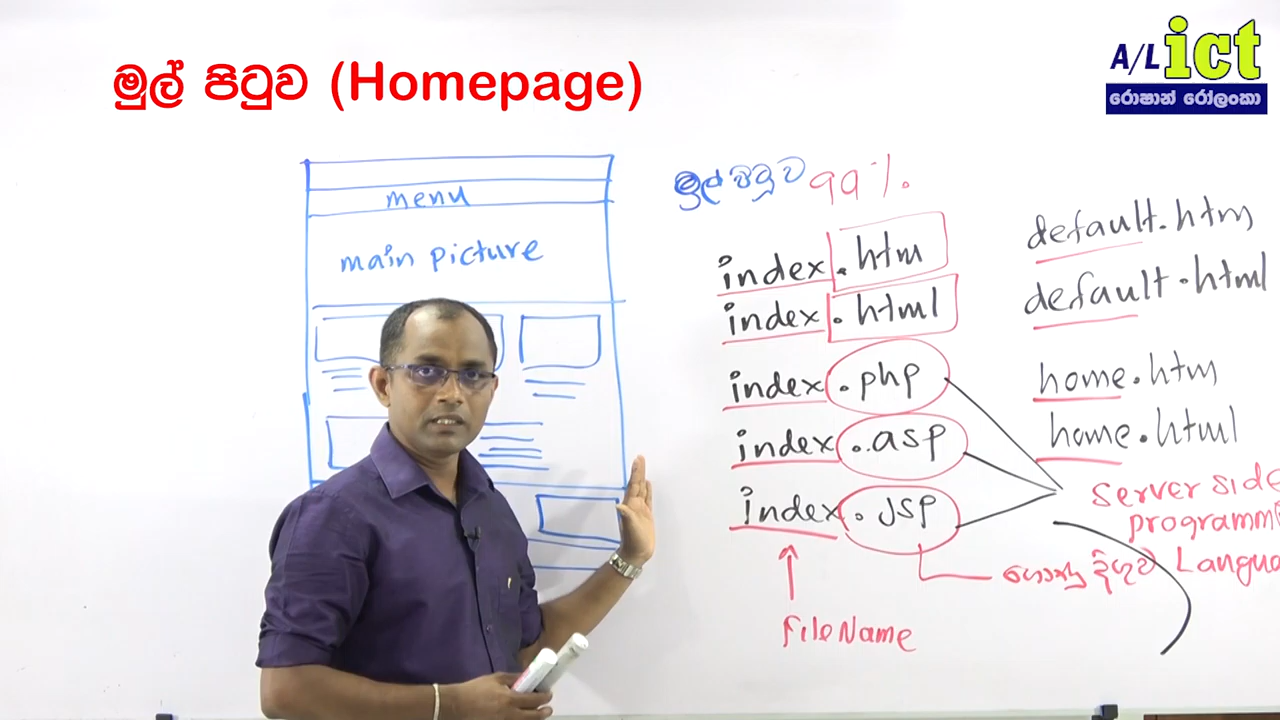 මුල් පිටුව (Homepage)
A/L ict
රොෂාන් රෝලංකා
menu
main picture
මුල් පිටුව 99%
index.htm
index.html
index.php
index.asp
index.jsp
FileName
default.htm
default.html
home.htm
home.html
Server side
programm
Langua
ගොනු දිගුව